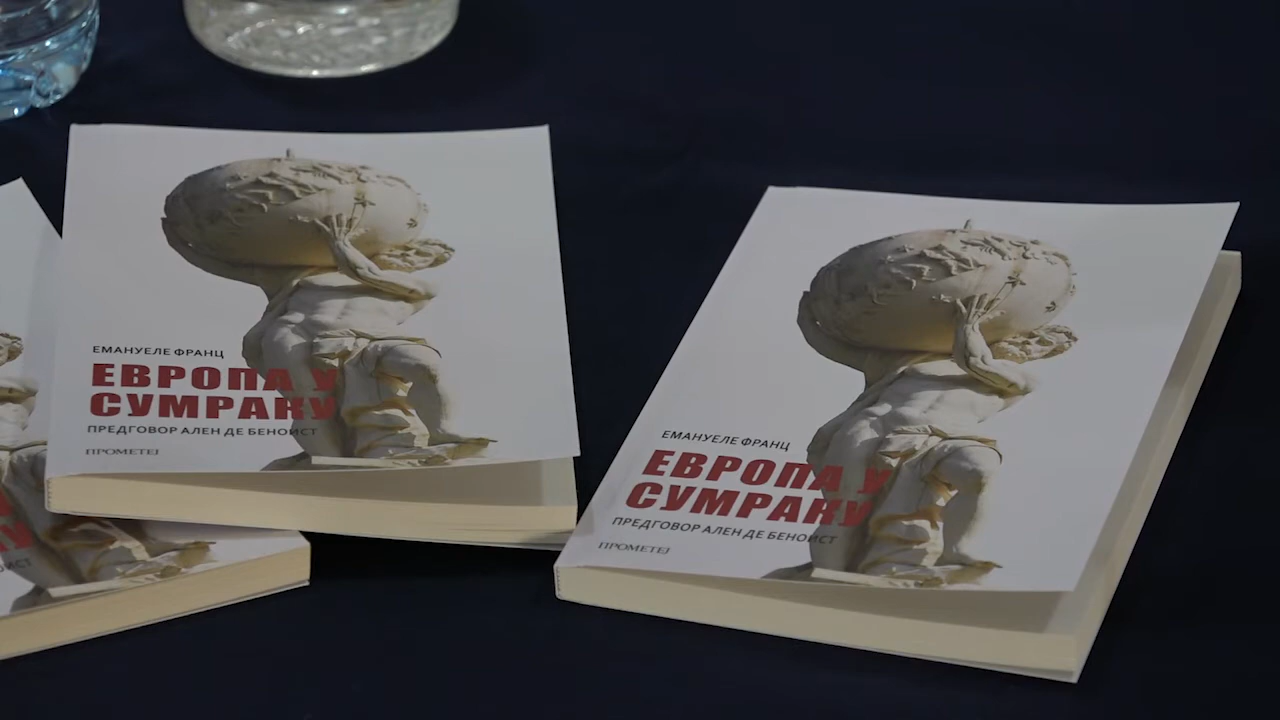 ЕМАНУЕЛЕ ФРАНЦ
ЕВРОПА У
СУМРАКУ
ПРЕДГОВОР АЛЕН ДЕ БЕНОИСТ
ПРОМЕТЕЈ
ЕМАНУЕЛЕ ФРАНЦ
ЕВРОПА У
СУМРАКУ
ПРЕДГОВОР АЛЕН ДЕ БЕНОИСТ
ПРОМЕТЕЈ